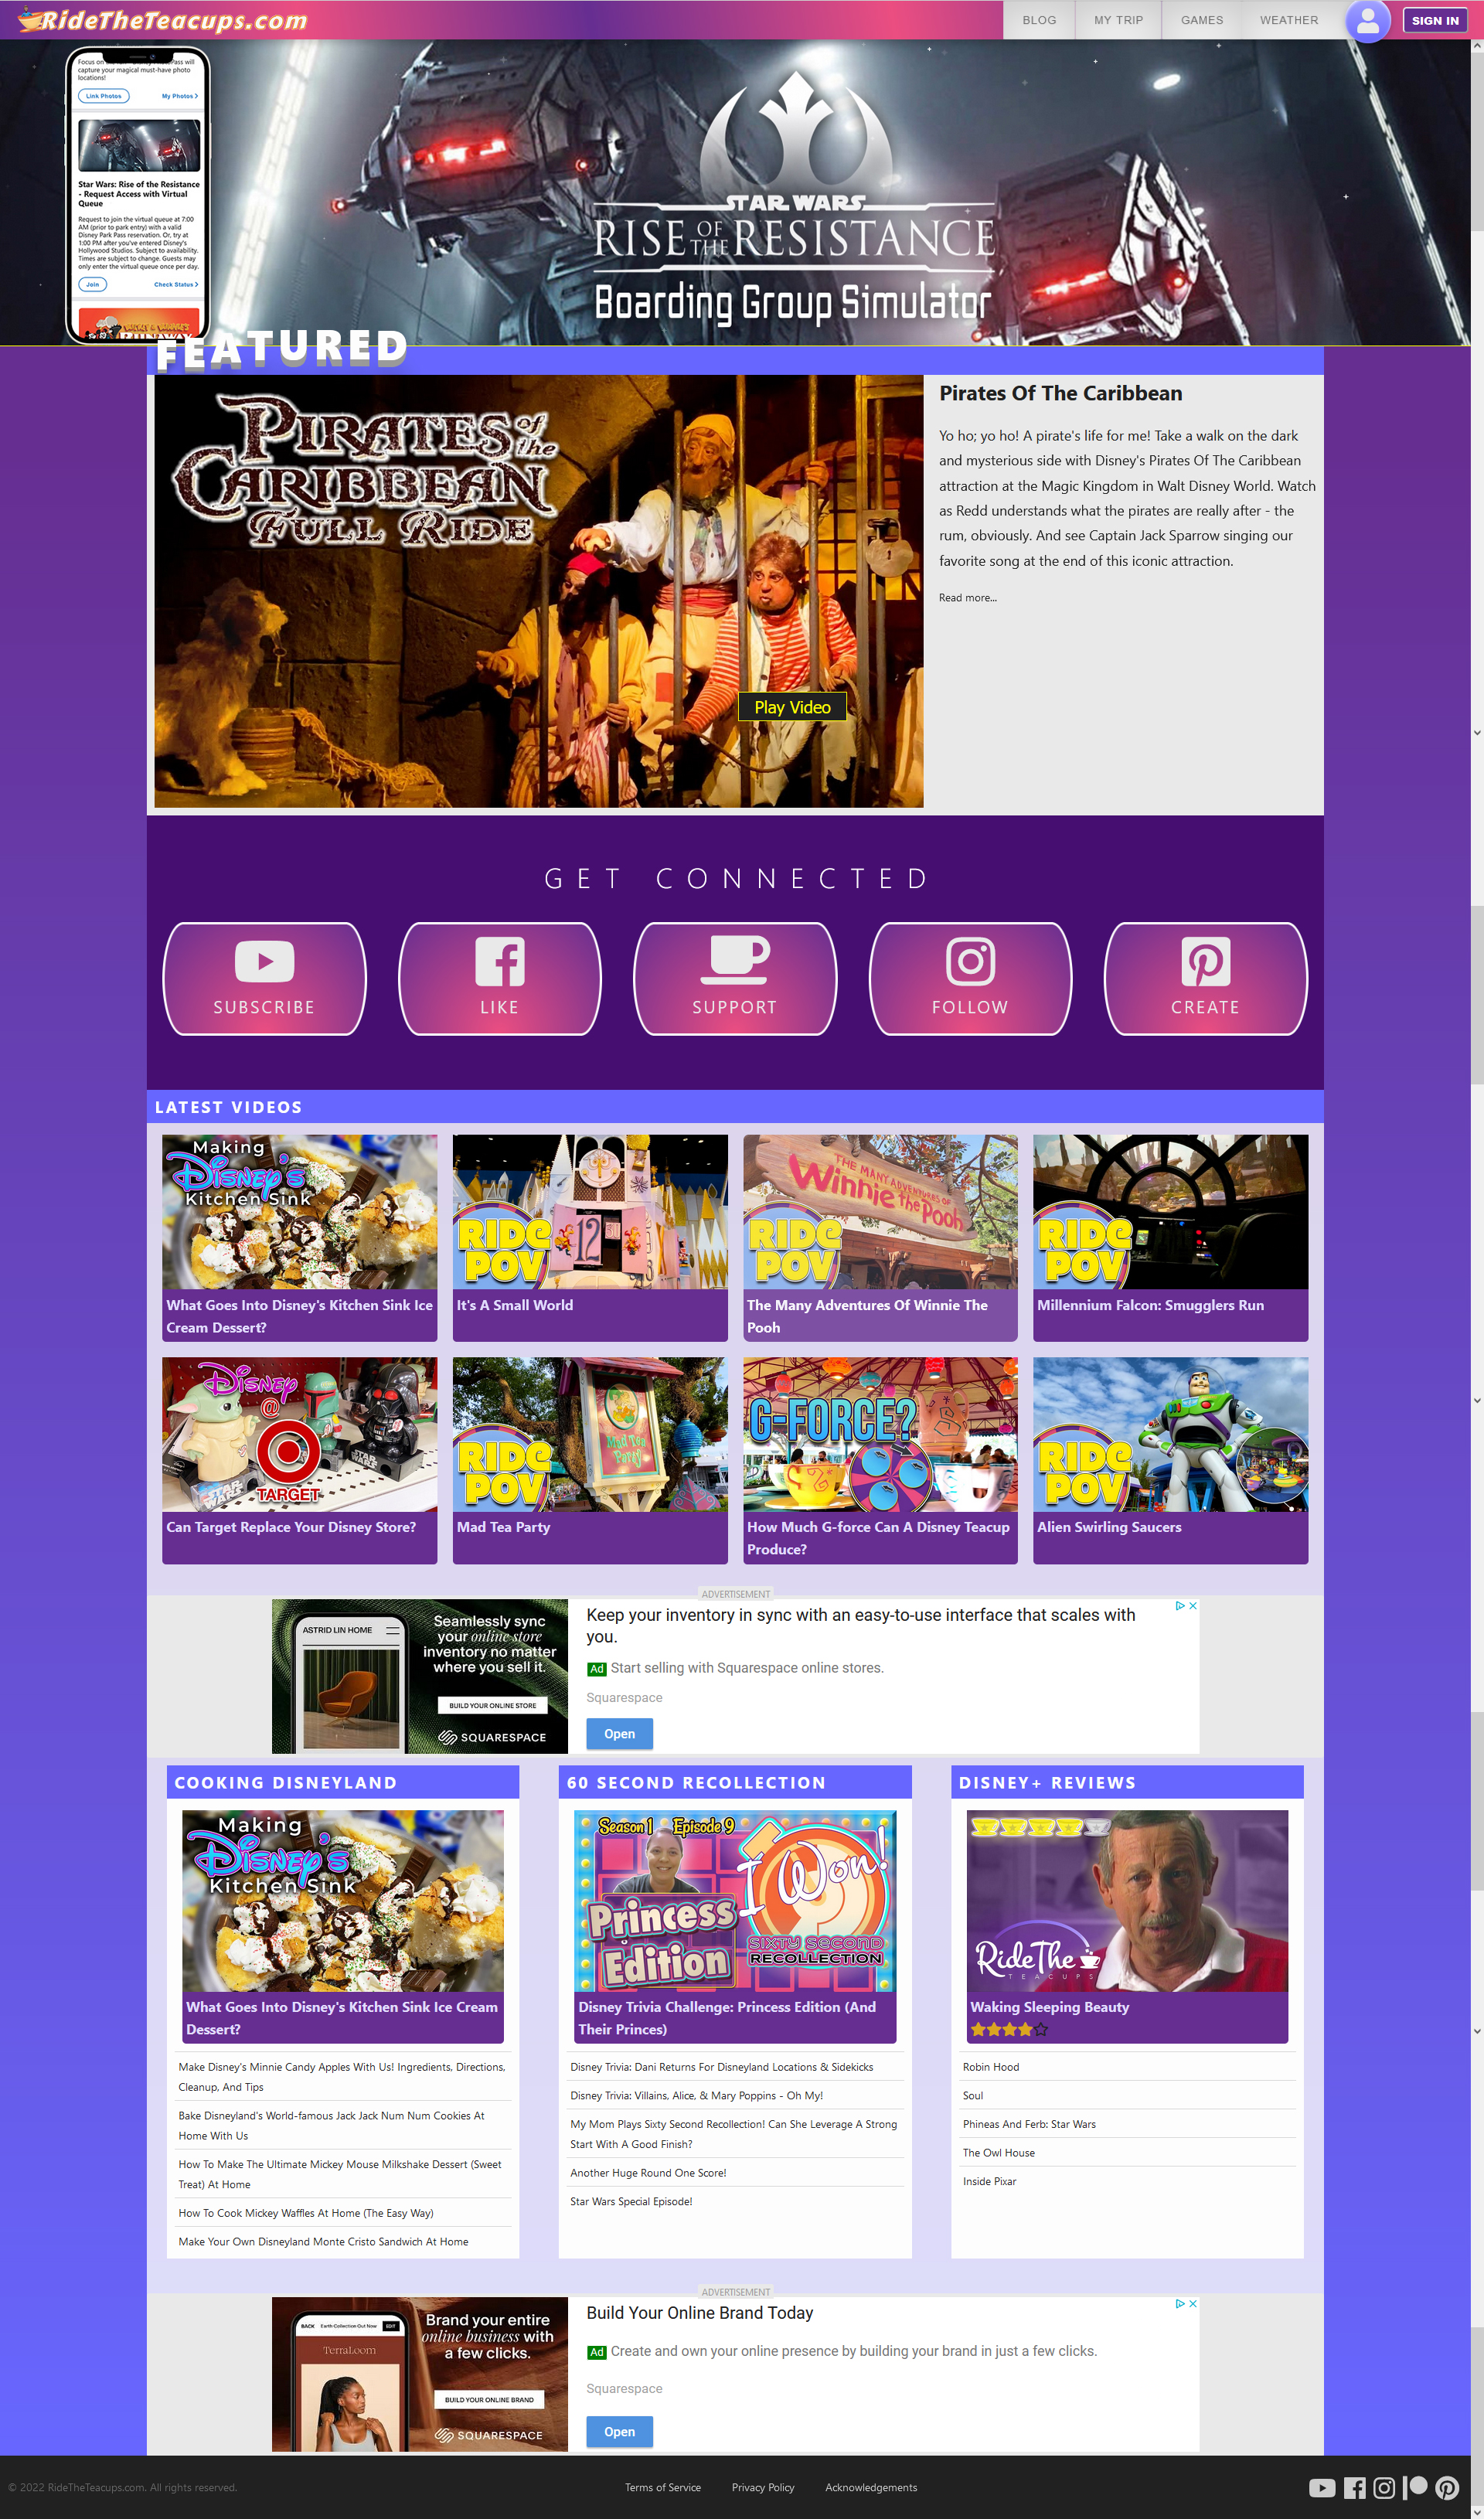 RideTheTeacups.com
BLOG
MY TRIP
GAMES
WEATHER
SIGN IN
capture your magical must-have photo
locations!
Link Photos
My Photos
Star Wars: Rise of the Resistance
- Request Access with Virtual
Queue
Request to join the virtual queue at 7:00
AM (prior to park entry) with a valid
Disney Park Pass reservation. Or, try at
1:00 PM after you've entered Disney's
Hollywood Studios. Subject to availability.
Times are subject to change. Guests may
only enter the virtual queue once per day.
Join
Check Status
STAR WARS
RISE OF THE RESISTANCE
Boarding Group Simulator
FEATURED
PIRATES of the
CARIBBEAN
FULL RIDE
Play Video
Pirates Of The Caribbean
Yo ho; yo ho! A pirate's life for me! Take a walk on the dark
and mysterious side with Disney's Pirates Of The Caribbean
attraction at the Magic Kingdom in Walt Disney World. Watch
as Redd understands what the pirates are really after - the
rum, obviously. And see Captain Jack Sparrow singing our
favorite song at the end of this iconic attraction.
Read more...
GET CONNECTED
SUBSCRIBE
LIKE
SUPPORT
FOLLOW
CREATE
LATEST VIDEOS
Making
Disney's
Kitchen Sink
What Goes Into Disney's Kitchen Sink Ice
Cream Dessert?
RIDE
POV
12
It's A Small World
THE MANY ADVENTURES OF
Winnie the Pooh
RIDE
POV
The Many Adventures Of Winnie The
Pooh
RIDE
POV
Millennium Falcon: Smugglers Run
Disney
@
TARGET
STAR WARS
Can Target Replace Your Disney Store?
Mad Tea
Party
RIDE
POV
Mad Tea Party
G-FORCE?
How Much G-force Can A Disney Teacup
Produce?
RIDE
POV
Alien Swirling Saucers
ADVERTISEMENT
ASTRID LIN HOME
Seamlessly sync
your online store
inventory no matter
where you sell it.
BUILD YOUR ONLINE STORE
SQUARESPACE
Keep your inventory in sync with an easy-to-use interface that scales with
you.
Ad Start selling with Squarespace online stores.
Squarespace
Open
COOKING DISNEYLAND
Making
Disney's
Kitchen Sink
What Goes Into Disney's Kitchen Sink Ice Cream
Dessert?
Make Disney's Minnie Candy Apples With Us! Ingredients, Directions,
Cleanup, And Tips
Bake Disneyland's World-famous Jack Jack Num Num Cookies At
Home With Us
How To Make The Ultimate Mickey Mouse Milkshake Dessert (Sweet
Treat) At Home
How To Cook Mickey Waffles At Home (The Easy Way)
Make Your Own Disneyland Monte Cristo Sandwich At Home
60 SECOND RECOLLECTION
Season 1 Episode 9
I Won!
Princess
Edition
SIXTY SECOND
RECOLLECTION
Disney Trivia Challenge: Princess Edition (And
Their Princes)
Disney Trivia: Dani Returns For Disneyland Locations & Sidekicks
Disney Trivia: Villains, Alice, & Mary Poppins - Oh My!
My Mom Plays Sixty Second Recollection! Can She Leverage A Strong
Start With A Good Finish?
Another Huge Round One Score!
Star Wars Special Episode!
DISNEY+ REVIEWS
RideThe
TEACUPS
Waking Sleeping Beauty
Robin Hood
Soul
Phineas And Ferb: Star Wars
The Owl House
Inside Pixar
ADVERTISEMENT
BACK
Earth Collection Out Now
EDIT
TerraLoom
Brand your entire
online business with
a few clicks.
BUILD YOUR ONLINE BRAND
SQUARESPACE
Build Your Online Brand Today
Ad Create and own your online presence by building your brand in just a few clicks.
Squarespace
Open
© 2022 RideTheTeacups.com. All rights reserved.
Terms of Service
Privacy Policy
Acknowledgements